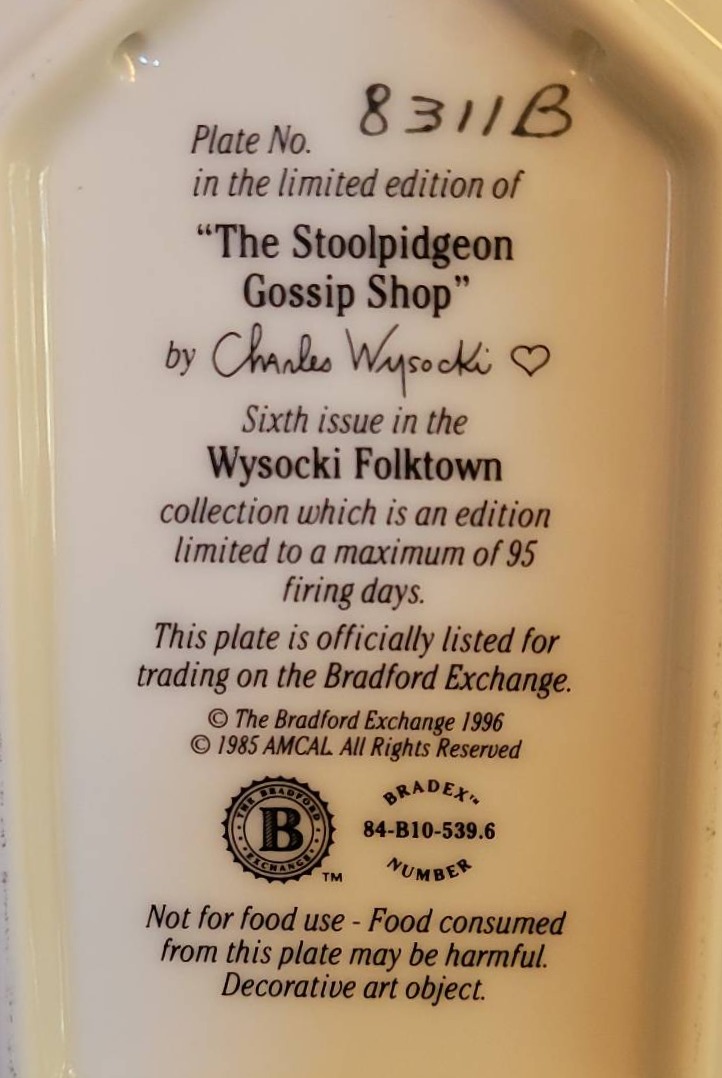 Plate No. 8311B
in the limited edition of
“The Stoolpidgeon
Gossip Shop”
by Charles Wysocki ♡
Sixth issue in the
Wysocki Folktown
collection which is an edition
limited to a maximum of 95
firing days.
This plate is officially listed for
trading on the Bradford Exchange.
© The Bradford Exchange 1996
© 1985 AMCAL All Rights Reserved
THE BRADFORD
B
EXCHANGE
TM
BRADEX™
84-B10-539.6
NUMBER
Not for food use - Food consumed
from this plate may be harmful.
Decorative art object.